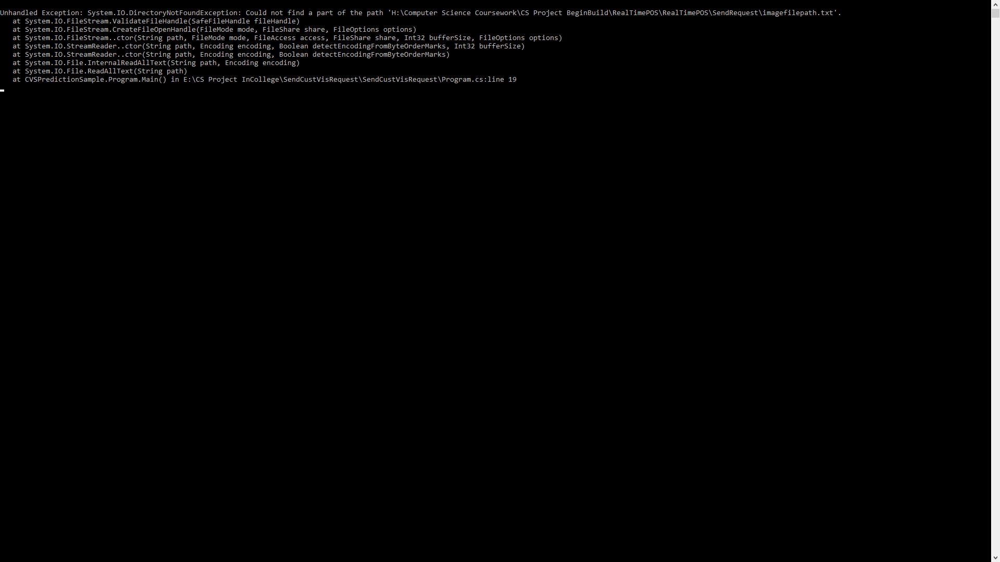 Unhandled Exception: System.IO.DirectoryNotFoundException: Could not find a part of the path 'H:\Computer Science Coursework\CS Project BeginBuild\RealTimePOS\RealTimePOS\SendRequest\imagefilepath.txt'.
   at System.IO.FileStream.ValidateFileHandle(SafeFileHandle fileHandle)
   at System.IO.FileStream.CreateFileOpenHandle(FileMode mode, FileShare share, FileOptions options)
   at System.IO.FileStream..ctor(String path, FileMode mode, FileAccess access, FileShare share, Int32 bufferSize, FileOptions options)
   at System.IO.StreamReader..ctor(String path, Encoding encoding, Boolean detectEncodingFromByteOrderMarks, Int32 bufferSize)
   at System.IO.StreamReader..ctor(String path, Encoding encoding, Boolean detectEncodingFromByteOrderMarks)
   at System.IO.File.InternalReadAllText(String path, Encoding encoding)
   at System.IO.File.ReadAllText(String path)
   at CVSPredictionSample.Program.Main() in E:\CS Project InCollege\SendCustVisRequest\SendCustVisRequest\Program.cs:line 19